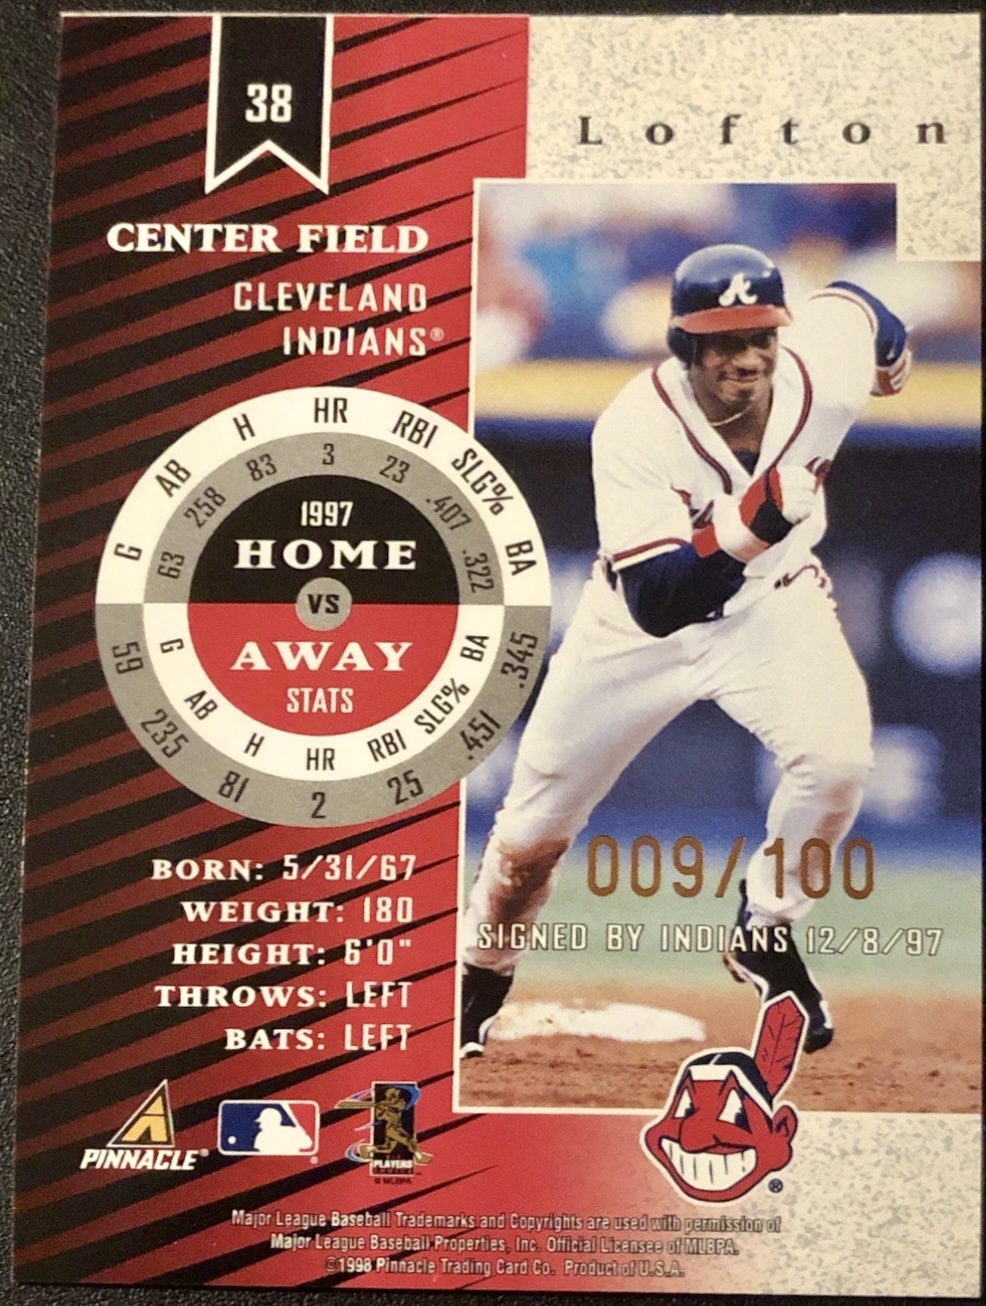 38
Lofton
CENTER FIELD
CLEVELAND
INDIANS®
G AB H HR RBI SLG% BA
63 258 83 3 23 .407 .322
1997
HOME
VS
AWAY
STATS
G AB H HR RBI SLG% BA
59 235 81 2 25 .451 .345
BORN: 5/31/67
WEIGHT: 180
HEIGHT: 6'0"
THROWS: LEFT
BATS: LEFT
A
009/100
SIGNED BY INDIANS 12/8/97
PINNACLE®
PLAYERS
CHOICE
© MLBPA
®
Major League Baseball Trademarks and Copyrights are used with permission of
Major League Baseball Properties, Inc. Official Licensee of MLBPA.
©1998 Pinnacle Trading Card Co. Product of U.S.A.